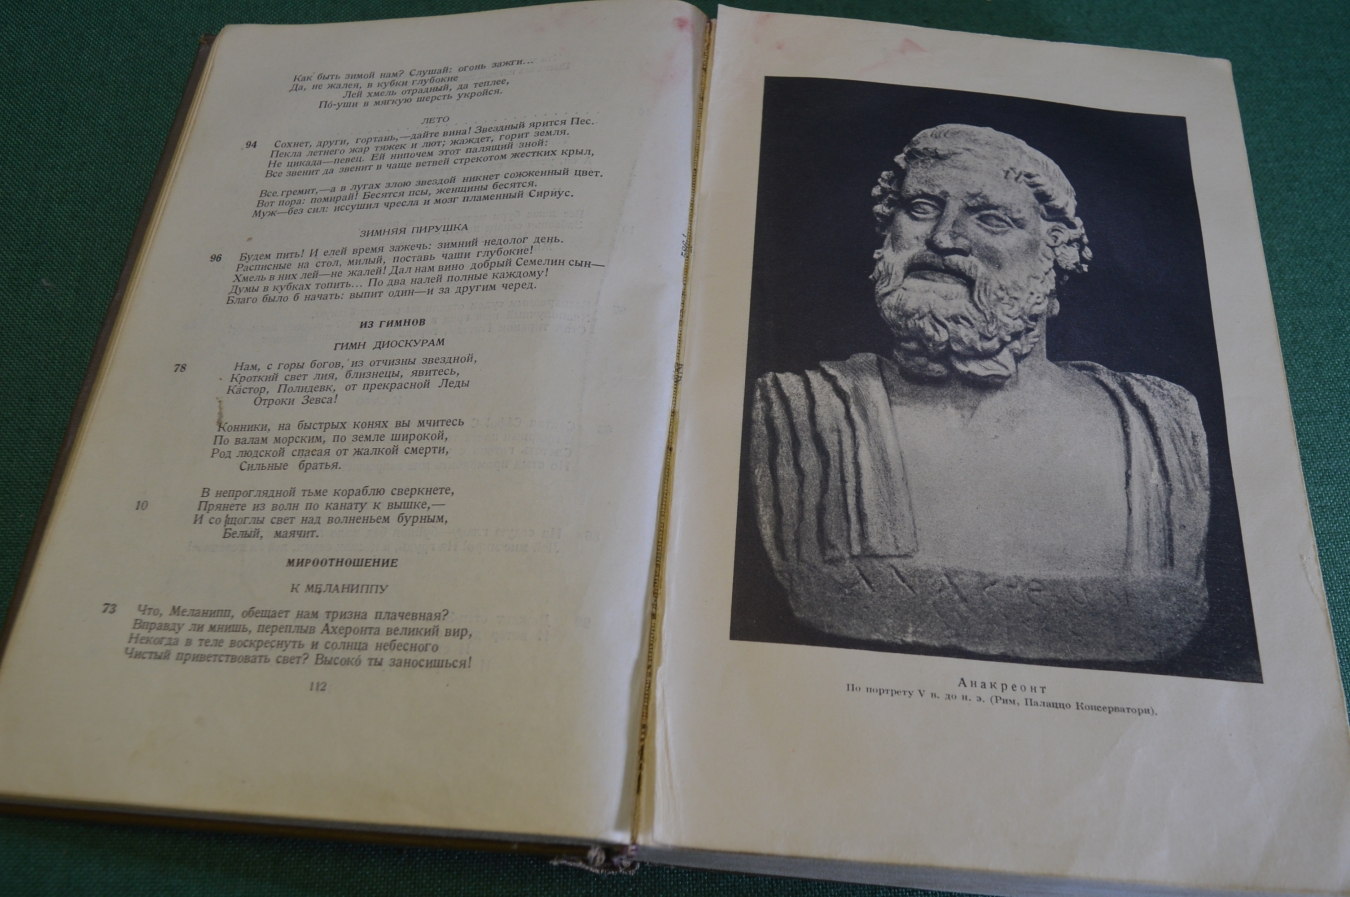 Как быть зимой нам? Слушай: огонь зажги...
Да, не жалея, в кубки глубокие
Лей хмель отрадный, да теплее,
По́-уши в мягкую шерсть укройся.
ЛЕТО
94 Сохнет, други, гортань,—дайте вина! Звездный ярится Пес.
Пекла летнего жар тяжек и лют; жаждет, горит земля.
Не цикада—певец. Ей нипочем этот палящий зной:
Все звенит да звенит в чаще ветвей стрекотом жестких крыл,
Все гремит,—а в лугах злою звездой никнет сожженный цвет.
Вот пора: помирай! Бесятся псы, женщины бесятся.
Муж—без сил: иссушил чресла и мозг пламенный Сириус.
ЗИМНЯЯ ПИРУШКА
96 Будем пить! И елей время зажечь: зимний недолог день.
Расписные на стол, милый, поставь чаши глубокие!
Хмель в них лей—не жалей! Дал нам вино добрый Семелин сын—
Думы в кубках топить... По два налей полные каждому!
Благо было б начать: выпит один—и за другим черед.
ИЗ ГИМНОВ
ГИМН ДИОСКУРАМ
78 Нам, с горы богов, из отчизны звездной,
Кроткий свет лия, близнецы, явитесь,
Ка́стор, Полидевк, от прекрасной Леды
Отроки Зевса!
Конники, на быстрых конях вы мчитесь
По валам морским, по земле широкой,
Род людской спасая от жалкой смерти,
Сильные братья.
В непроглядной тьме кораблю сверкнете,
10 Прянете из волн по канату к вышке,—
И со щоглы свет над волненьем бурным,
Белый, маячит.
МИРООТНОШЕНИЕ
К МЕЛАНИППУ
73 Что, Меланипп, обещает нам тризна плачевная?
Вправду ли мнишь, переплыв Ахеронта великий вир,
Некогда в теле воскреснуть и солнца небесного
Чистый приветствовать свет? Высоко́ ты заносишься!
112
Анакреонт
По портрету V в. до н. э. (Рим, Палаццо Консерватори).